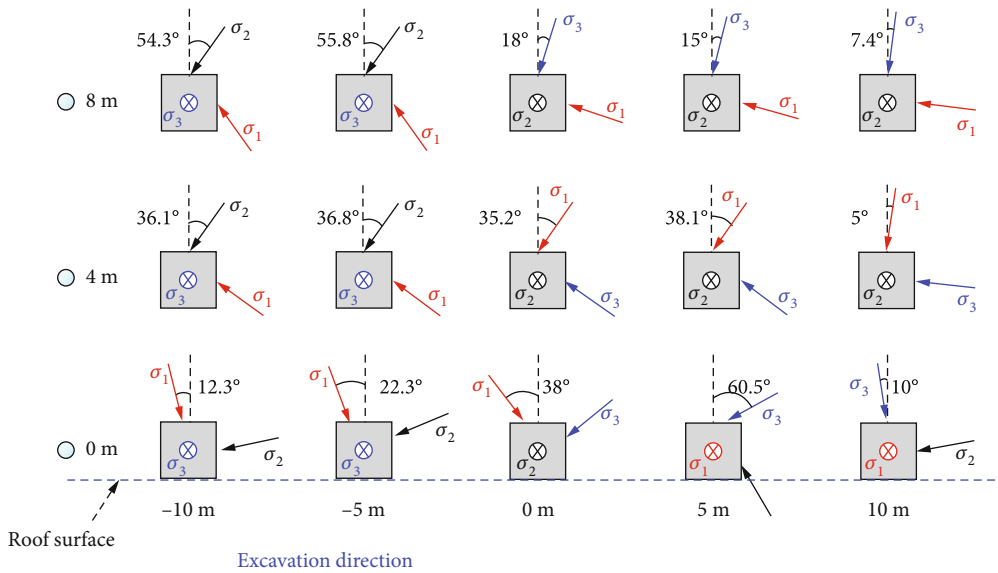 54.3° σ2 55.8° σ2 18° σ3 15° σ3 7.4° σ3
8 m σ3 σ1 σ3 σ1 σ2 σ1 σ2 σ1 σ2 σ1
36.1° σ2 36.8° σ2 35.2° σ1 38.1° σ1 5° σ1
4 m σ3 σ1 σ3 σ1 σ2 σ3 σ2 σ3 σ2 σ3
σ1 12.3° σ1 22.3° σ1 38° σ3 60.5° σ3 σ3 10°
0 m σ3 σ2 σ3 σ2 σ2 σ1 σ1 σ2
–10 m –5 m 0 m 5 m 10 m
Roof surface
Excavation direction